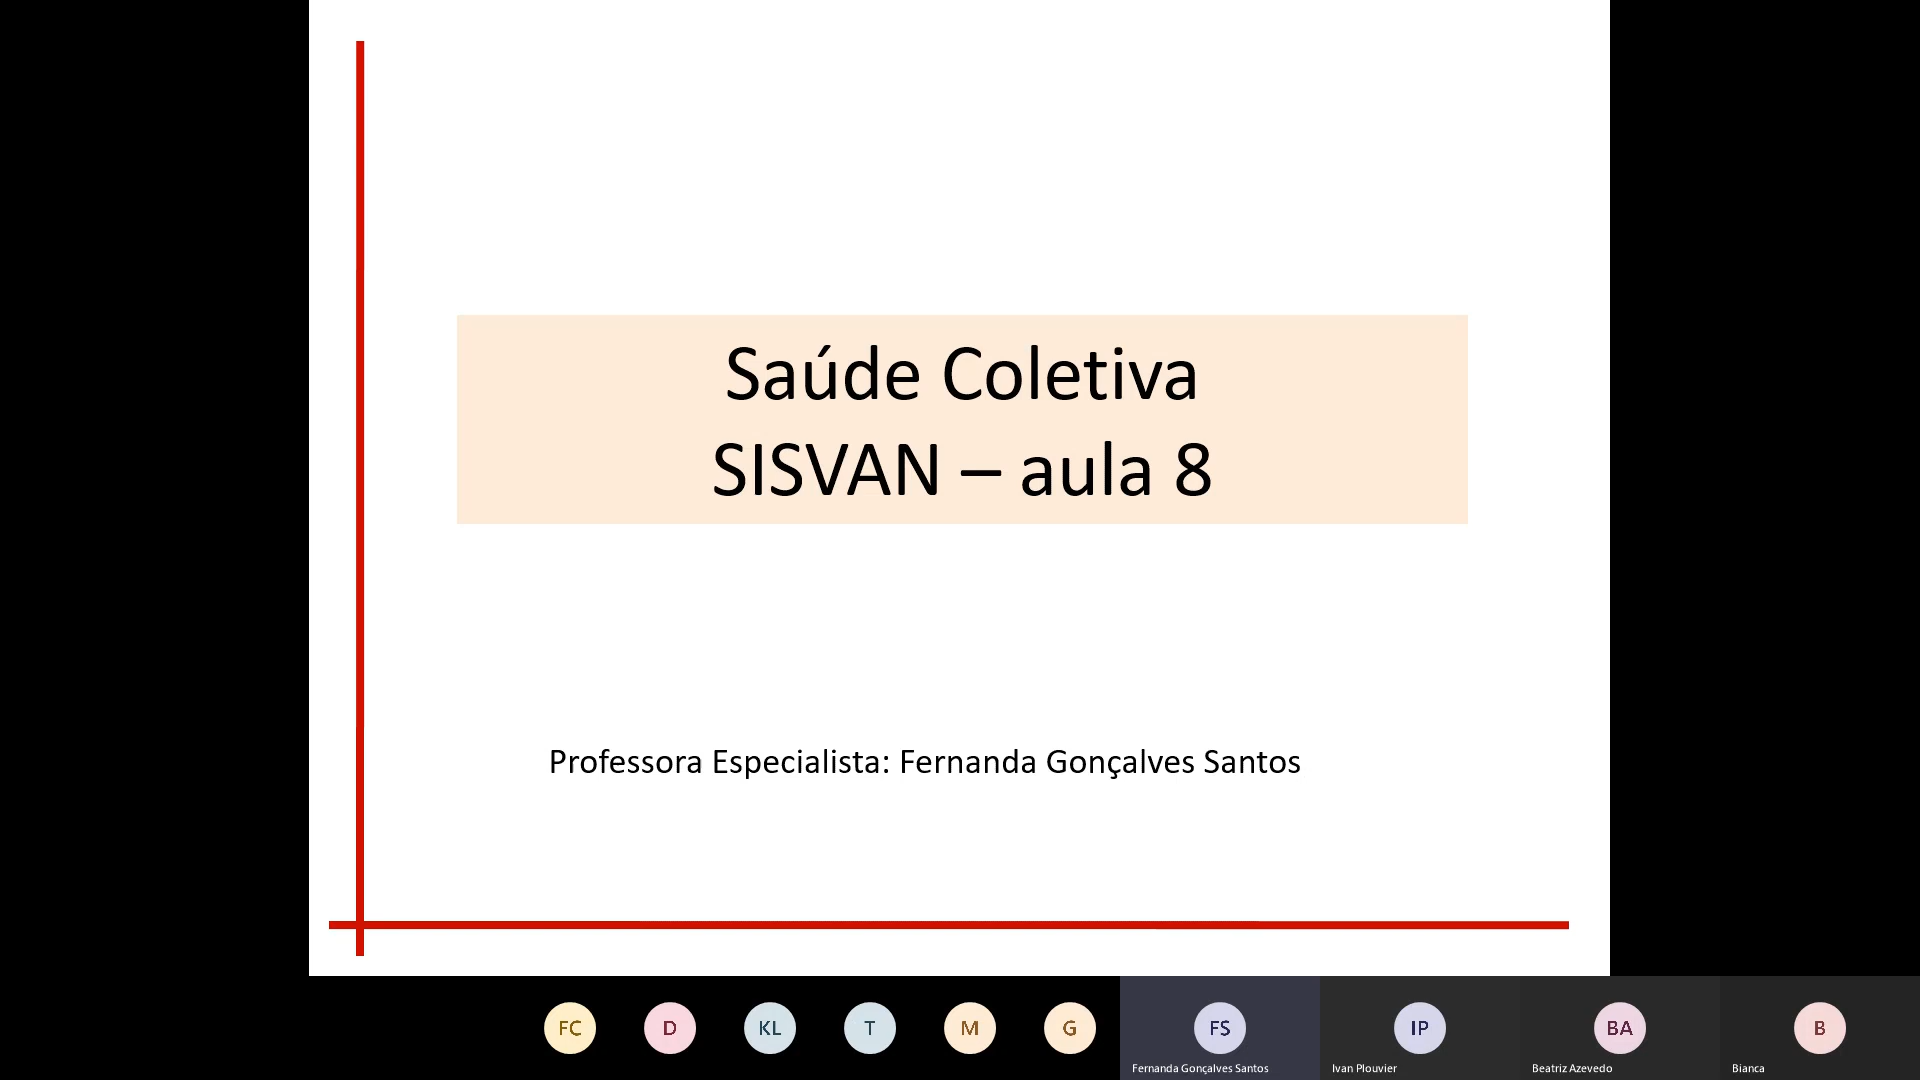 Saúde Coletiva
SISVAN – aula 8
Professora Especialista: Fernanda Gonçalves Santos
FC
D
KL
T
M
G
FS
IP
BA
B
Fernanda Gonçalves Santos
Ivan Plouvier
Beatriz Azevedo
Bianca